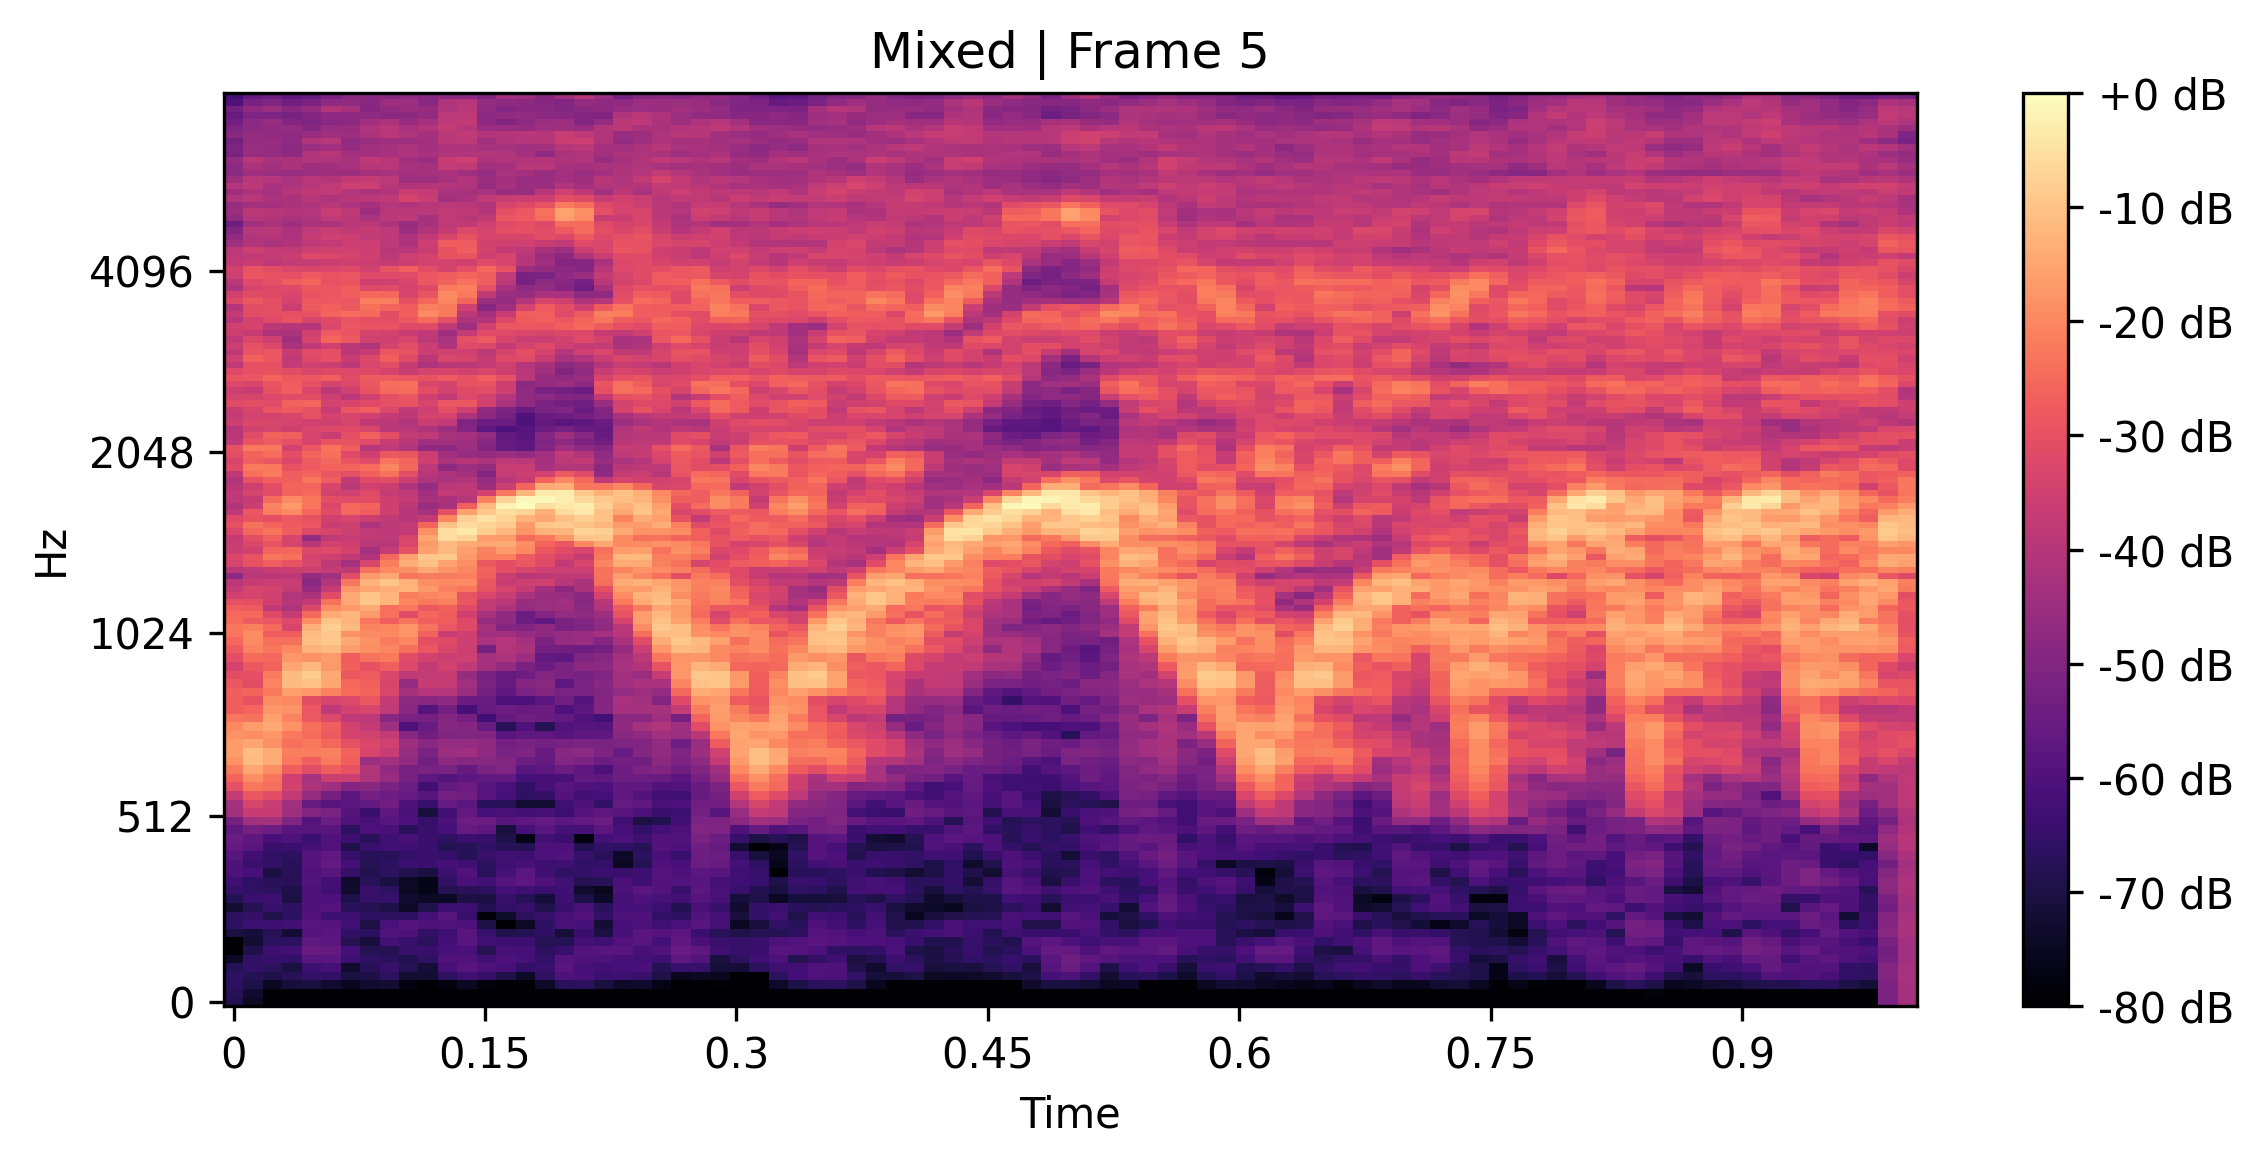 Mixed | Frame 5
+0 dB
-10 dB
-20 dB
-30 dB
-40 dB
-50 dB
-60 dB
-70 dB
-80 dB
4096
2048
1024
512
0
Hz
0
0.15
0.3
0.45
0.6
0.75
0.9
Time